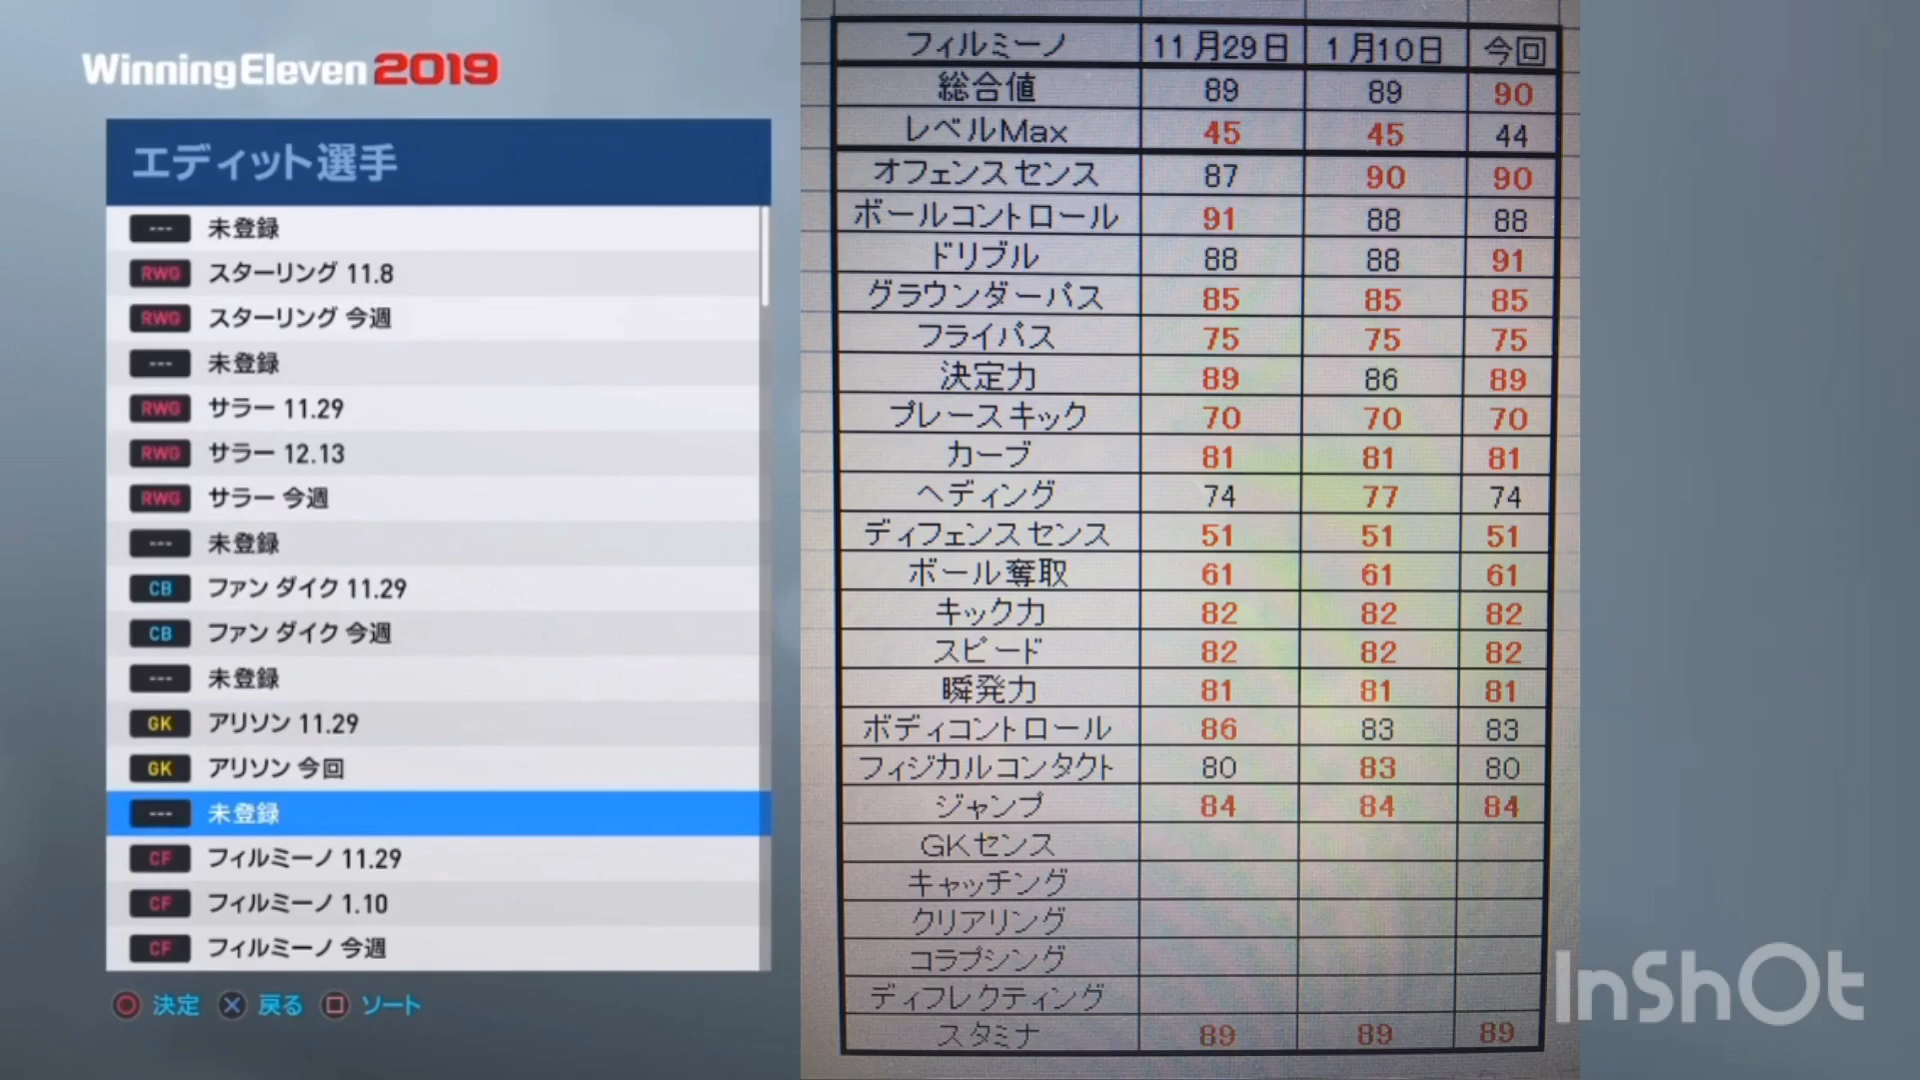 Winning Eleven 2019
エディット選手
--- 未登録
RWG スターリング 11.8
RWG スターリング 今週
--- 未登録
RWG サラー 11.29
RWG サラー 12.13
RWG サラー 今週
--- 未登録
CB ファン ダイク 11.29
CB ファン ダイク 今週
--- 未登録
GK アリソン 11.29
GK アリソン 今回
--- 未登録
CF フィルミーノ 11.29
CF フィルミーノ 1.10
CF フィルミーノ 今週
決定 戻る ソート
フィルミーノ 11月29日 1月10日 今回
総合値 89 89 90
レベルMax 45 45 44
オフェンスセンス 87 90 90
ボールコントロール 91 88 88
ドリブル 88 88 91
グラウンダーパス 85 85 85
フライパス 75 75 75
決定力 89 86 89
プレースキック 70 70 70
カーブ 81 81 81
ヘディング 74 77 74
ディフェンスセンス 51 51 51
ボール奪取 61 61 61
キック力 82 82 82
スピード 82 82 82
瞬発力 81 81 81
ボディコントロール 86 83 83
フィジカルコンタクト 80 83 80
ジャンプ 84 84 84
GKセンス
キャッチング
クリアリング
コラプシング
ディフレクティング
スタミナ 89 89 89
InShOt